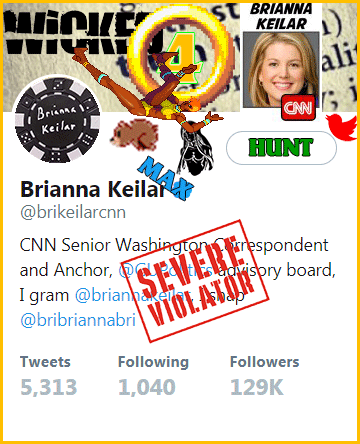 WiCKED
4
BRIANNA
KEILAR
CNN
Brianna
Keilar
HUNT
MAX
Brianna Keilar
@brikeilarcnn
CNN Senior Washington Correspondent
and Anchor, @GUPolitics advisory board,
I gram @briannakeilar, I snap
@bribriannabri
SEVERE
VIOLATOR
Tweets
Following
Followers
5,313
1,040
129K